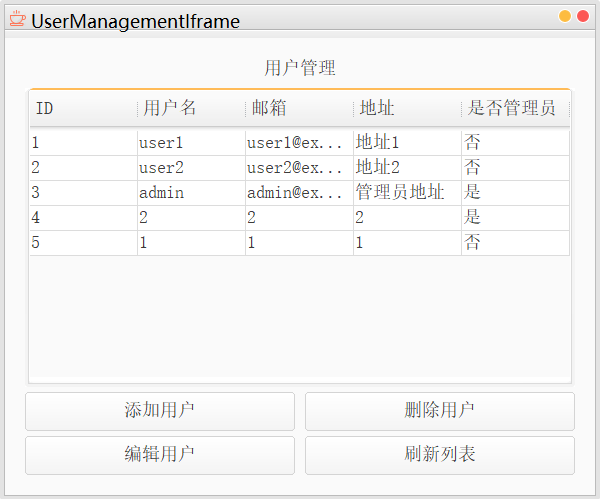 UserManagementIframe
用户管理
ID 用户名 邮箱 地址 是否管理员
1 user1 user1@ex... 地址1 否
2 user2 user2@ex... 地址2 否
3 admin admin@ex... 管理员地址 是
4 2 2 2 是
5 1 1 1 否
添加用户 删除用户
编辑用户 刷新列表